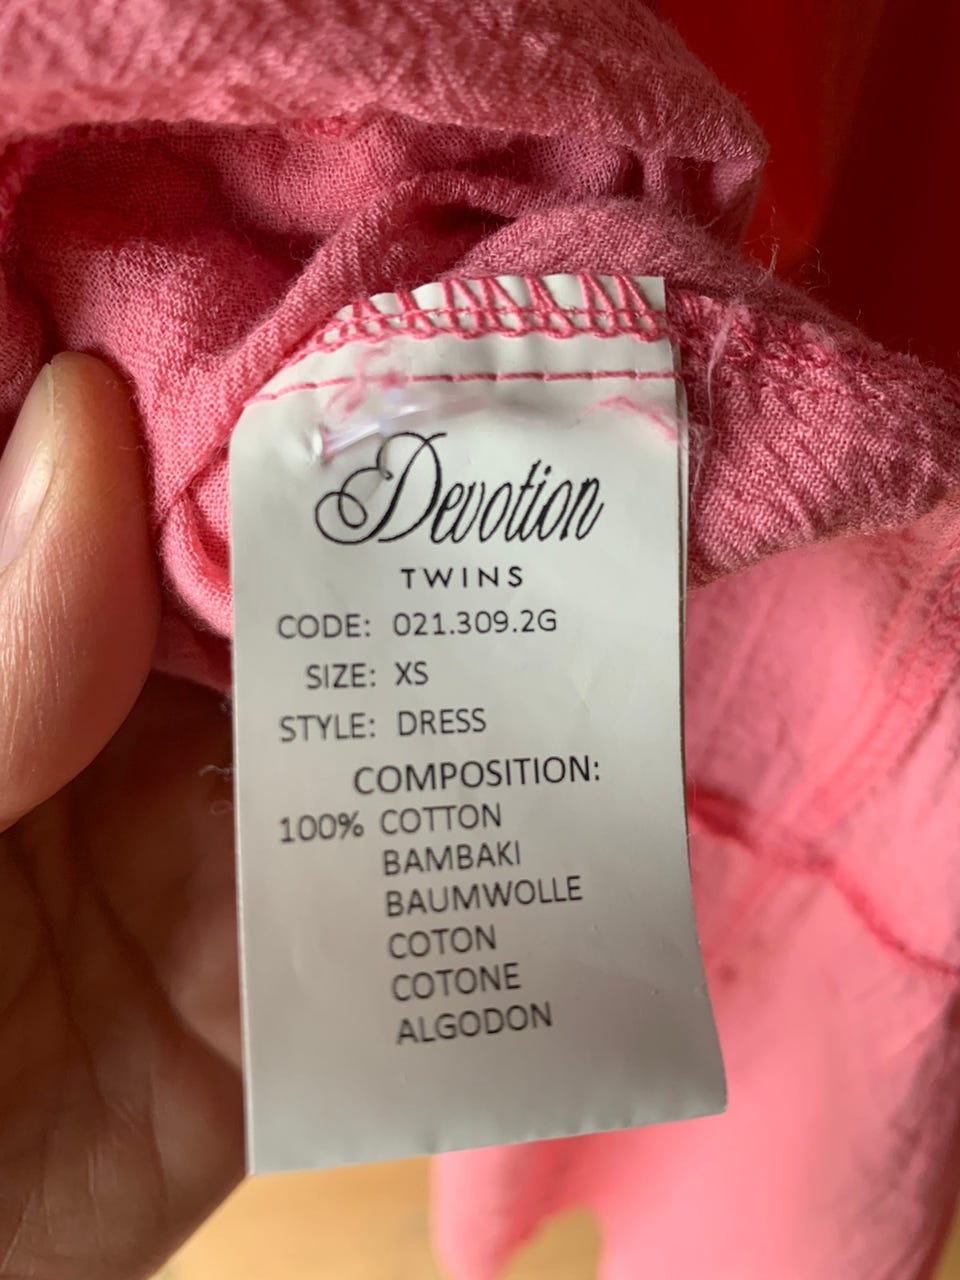 Devotion
TWINS
CODE: 021.309.2G
SIZE: XS
STYLE: DRESS
COMPOSITION:
100% COTTON
BAMBAKI
BAUMWOLLE
COTON
COTONE
ALGODON